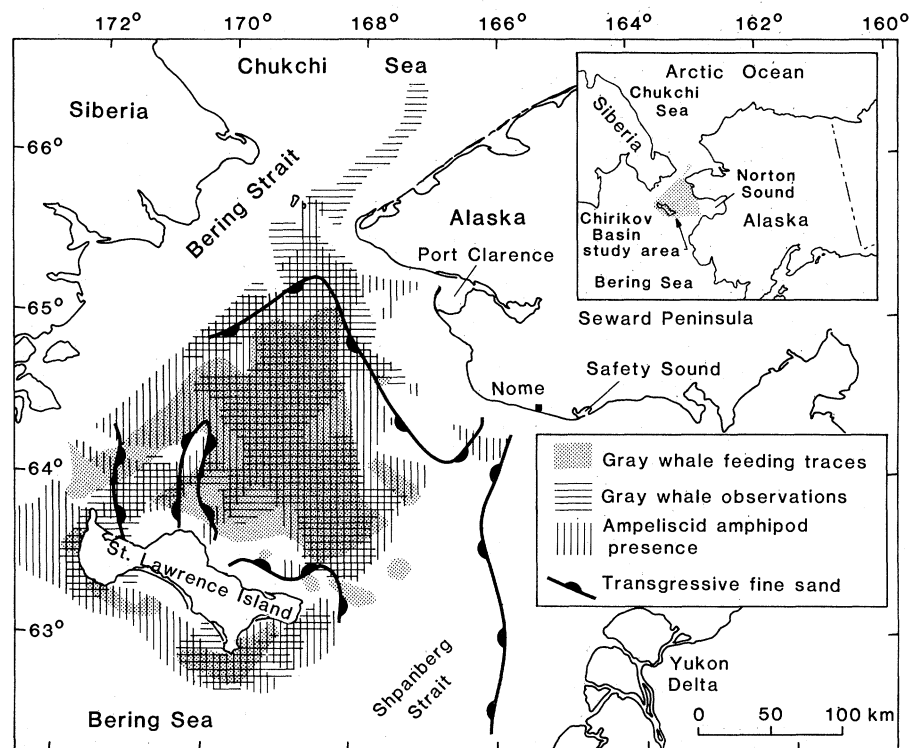 172° 170° 168° 166° 164° 162° 160°
Chukchi Sea
Siberia
66°
Bering Strait
Alaska
Port Clarence
65°
Seward Peninsula
Nome
Safety Sound
64°
St. Lawrence Island
63°
Shpanberg
Strait
Yukon
Delta
Bering Sea
0 50 100 km
Arctic Ocean
Chukchi
Sea
Siberia
Norton
Sound
Alaska
Chirikov
Basin
study area
Bering Sea
Gray whale feeding traces
Gray whale observations
Ampeliscid amphipod
presence
Transgressive fine sand